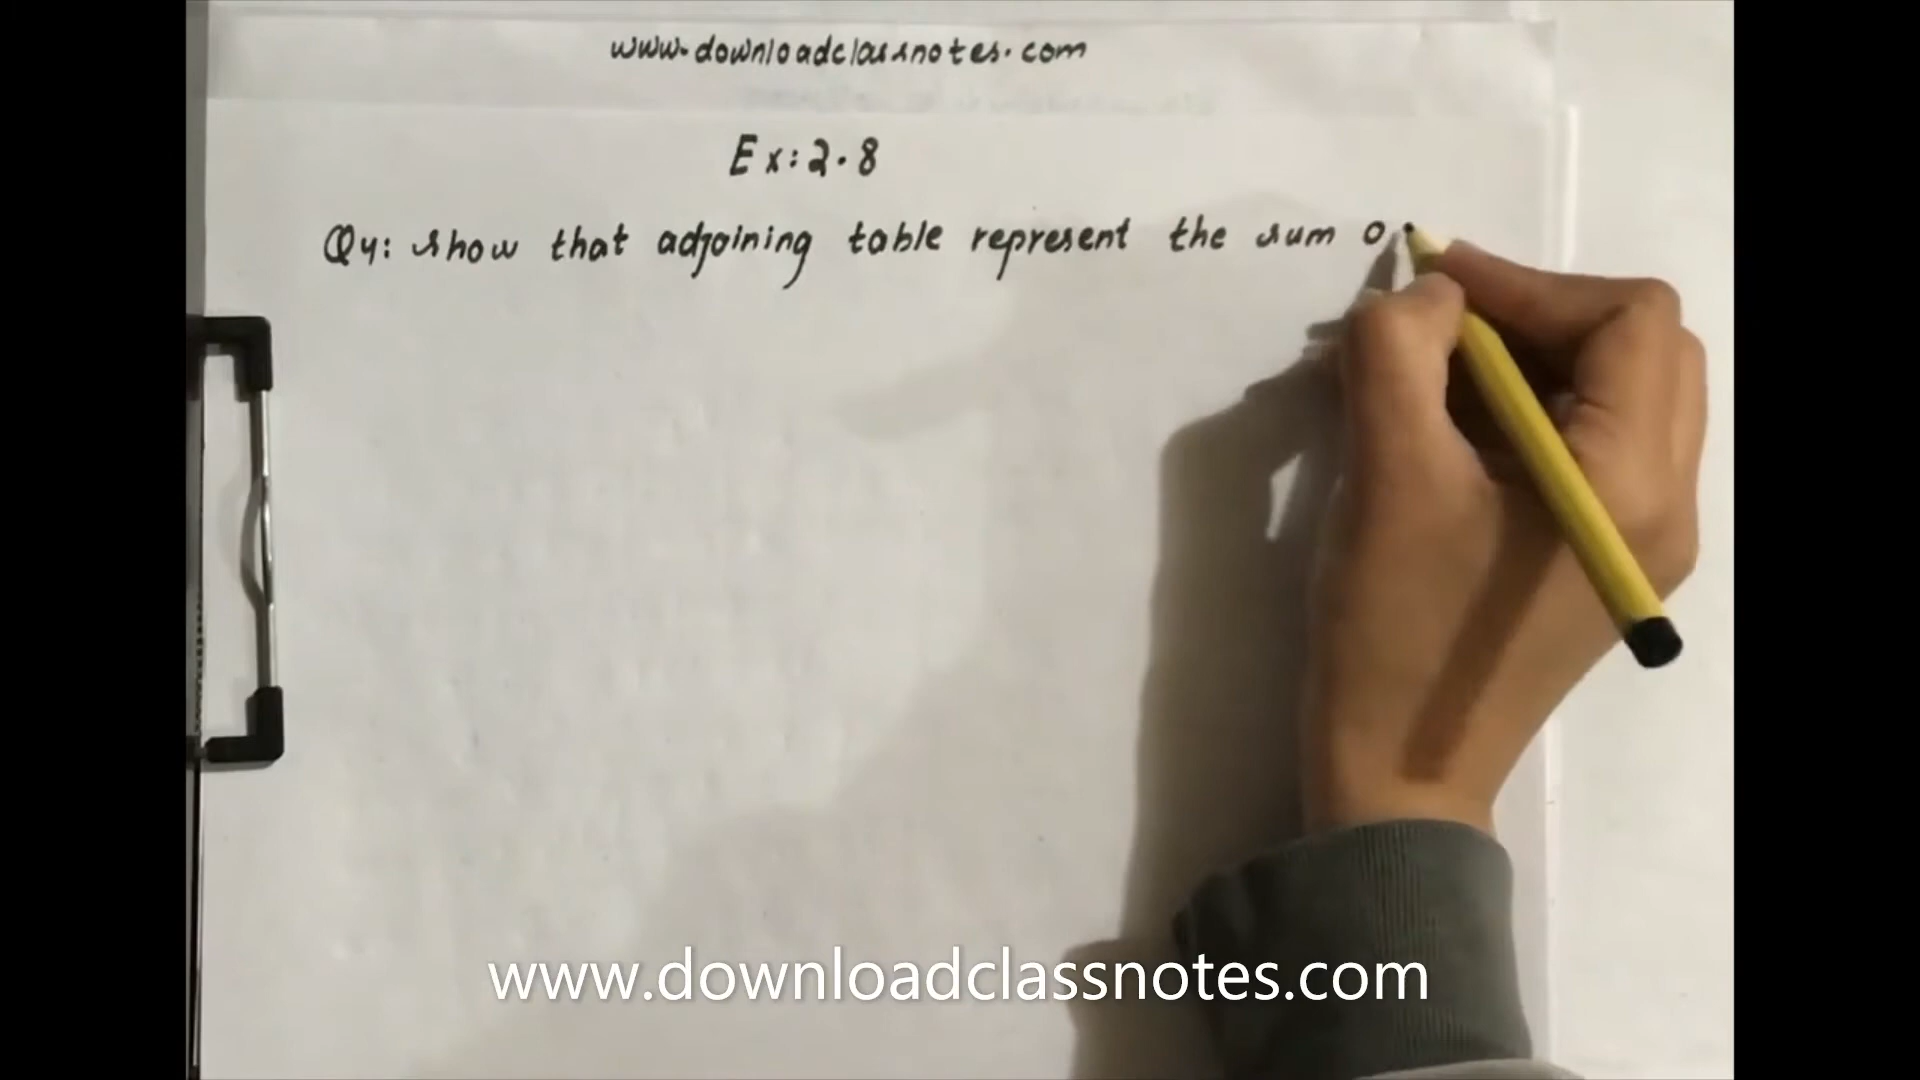 www.downloadclassnotes.com
Ex: 2.8
Q4: show that adjoining table represent the sum o
www.downloadclassnotes.com